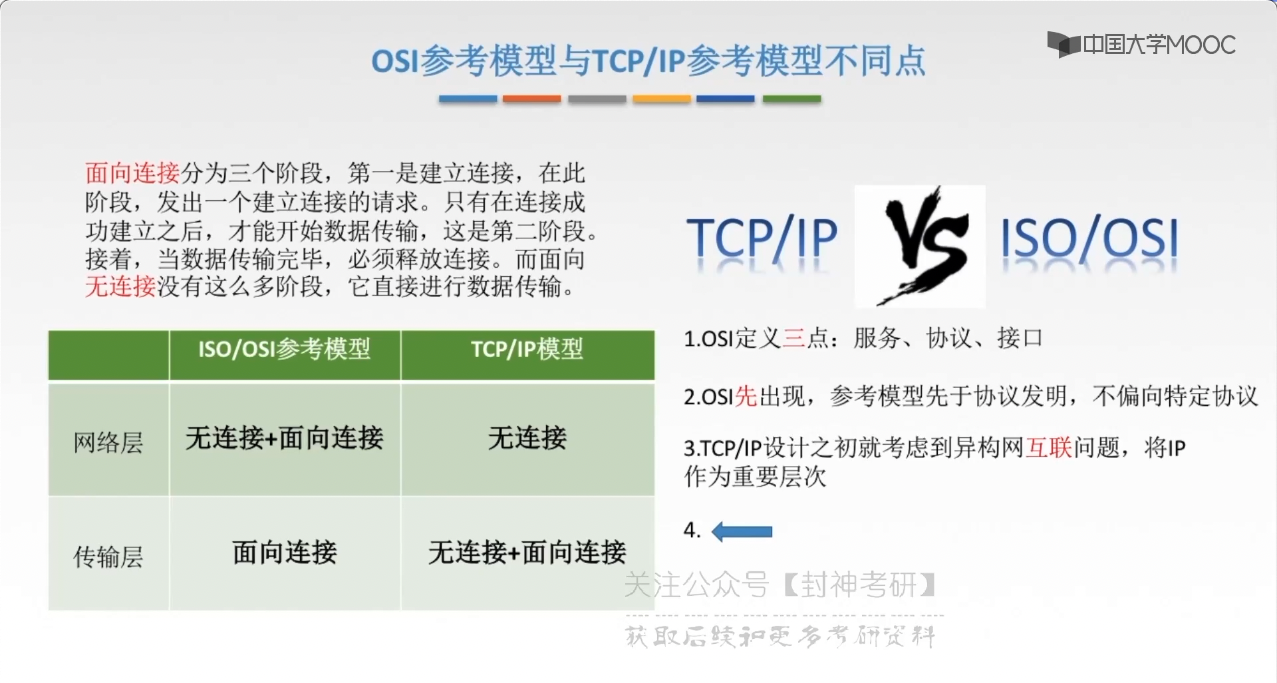 中国大学MOOC
OSI参考模型与TCP/IP参考模型不同点
面向连接分为三个阶段，第一是建立连接，在此
阶段，发出一个建立连接的请求。只有在连接成
功建立之后，才能开始数据传输，这是第二阶段。
接着，当数据传输完毕，必须释放连接。而面向
无连接没有这么多阶段，它直接进行数据传输。
ISO/OSI参考模型 TCP/IP模型
网络层 无连接+面向连接 无连接
传输层 面向连接 无连接+面向连接
TCP/IP VS ISO/OSI
1.OSI定义三点：服务、协议、接口
2.OSI先出现，参考模型先于协议发明，不偏向特定协议
3.TCP/IP设计之初就考虑到异构网互联问题，将IP
作为重要层次
4.
关注公众号【封神考研】
获取后续和更多考研资料